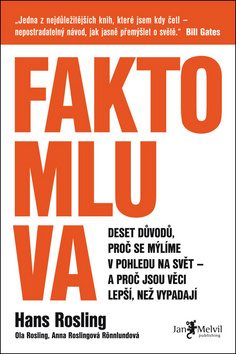 „Jedna z nejdůležitějších knih, které jsem kdy četl –
nepostradatelný návod, jak jasně přemýšlet o světě.“ Bill Gates
FAKTO
MLU
VA
DESET DŮVODŮ,
PROČ SE MÝLÍME
V POHLEDU NA SVĚT –
A PROČ JSOU VĚCI
LEPŠÍ, NEŽ VYPADAJÍ
Hans Rosling
Ola Rosling, Anna Roslingová Rönnlundová
Jan Melvil
publishing